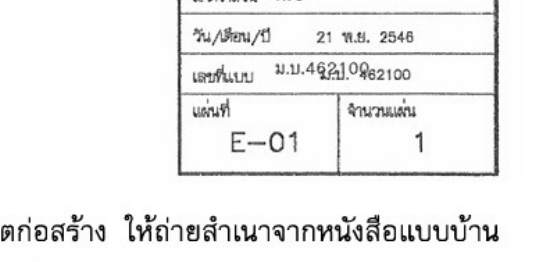 วัน/เดือน/ปี 21 พ.ย. 2546
เลขที่แบบ ม.บ.462100
แผ่นที่ จำนวนแผ่น
E-01 1
ตก่อสร้าง ให้ถ่ายสำเนาจากหนังสือแบบบ้าน